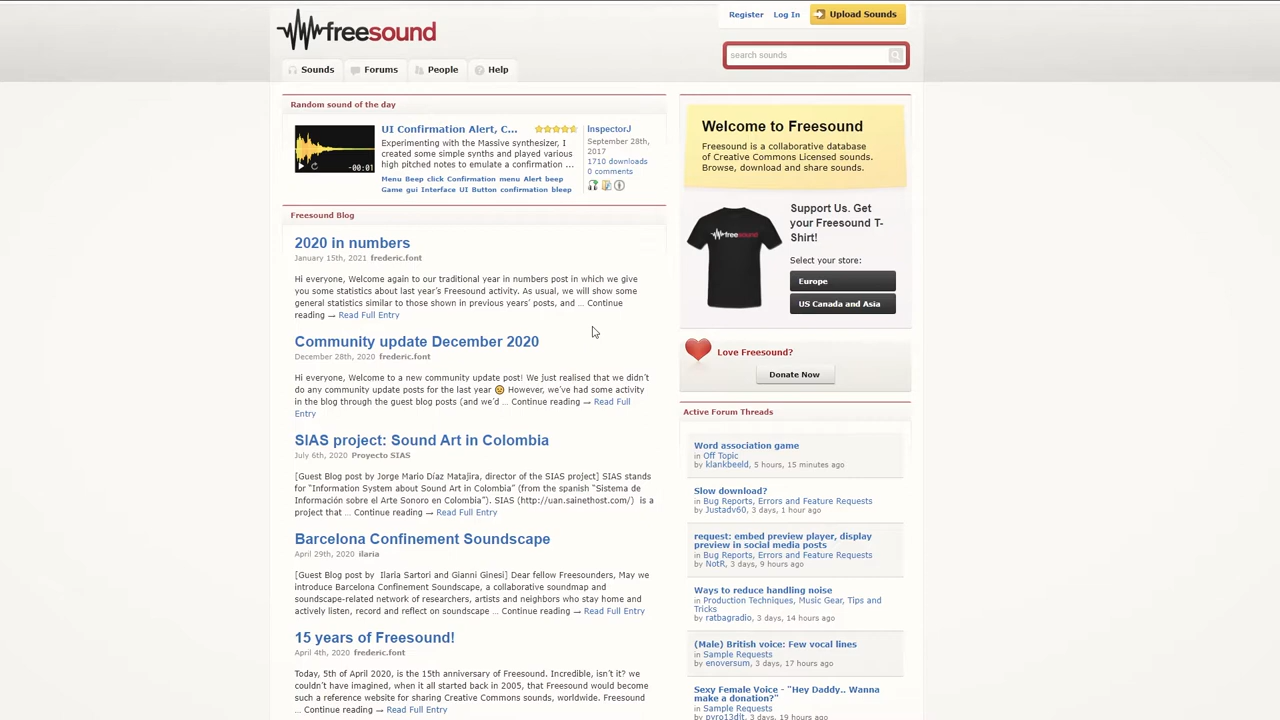 Register Log In Upload Sounds
freesound
search sounds
Sounds Forums People Help
Random sound of the day
UI Confirmation Alert, C...
Experimenting with the Massive synthesizer, I
created some simple synths and played various
high pitched notes to emulate a confirmation ...
Menu Beep click Confirmation menu Alert beep
Game gui Interface UI Button confirmation bleep
-00:01
InspectorJ
September 28th,
2017
1710 downloads
0 comments
Freesound Blog
2020 in numbers
January 15th, 2021 frederic.font
Hi everyone, Welcome again to our traditional year in numbers post in which we give
you some statistics about last year's Freesound activity. As usual, we will show some
general statistics similar to those shown in previous years' posts, and ... Continue
reading → Read Full Entry
Community update December 2020
December 28th, 2020 frederic.font
Hi everyone, Welcome to a new community update post! We just realised that we didn't
do any community update posts for the last year 🙁 However, we've had some activity
in the blog through the guest blog posts (and we'd ... Continue reading → Read Full
Entry
SIAS project: Sound Art in Colombia
July 6th, 2020 Proyecto SIAS
[Guest Blog post by Jorge Mario Díaz Matajira, director of the SIAS project] SIAS stands
for "Information System about Sound Art in Colombia" (from the spanish "Sistema de
Información sobre el Arte Sonoro en Colombia"). SIAS (http://uan.sainethost.com/) is a
project that ... Continue reading → Read Full Entry
Barcelona Confinement Soundscape
April 29th, 2020 ilaria
[Guest Blog post by Ilaria Sartori and Gianni Ginesi] Dear fellow Freesounders, May we
introduce Barcelona Confinement Soundscape, a collaborative soundmap and
soundscape-related network of researchers, artists and neighbors who stay home and
actively listen, record and reflect on soundscape ... Continue reading → Read Full Entry
15 years of Freesound!
April 4th, 2020 frederic.font
Today, 5th of April 2020, is the 15th anniversary of Freesound. Incredible, isn't it? we
couldn't have imagined, when it all started back in 2005, that Freesound would become
such a reference website for sharing Creative Commons sounds, worldwide. Freesound
... Continue reading → Read Full Entry
Welcome to Freesound
Freesound is a collaborative database
of Creative Commons Licensed sounds.
Browse, download and share sounds.
freesound
Support Us. Get
your Freesound T-
Shirt!
Select your store:
Europe
US Canada and Asia
Love Freesound?
Donate Now
Active Forum Threads
Word association game
in Off Topic
by klankbeeld, 5 hours, 15 minutes ago
Slow download?
in Bug Reports, Errors and Feature Requests
by Justadv60, 3 days, 1 hour ago
request: embed preview player, display
preview in social media posts
in Bug Reports, Errors and Feature Requests
by NotR, 3 days, 9 hours ago
Ways to reduce handling noise
in Production Techniques, Music Gear, Tips and
Tricks
by ratbagradio, 3 days, 14 hours ago
(Male) British voice: Few vocal lines
in Sample Requests
by enoversum, 3 days, 17 hours ago
Sexy Female Voice - "Hey Daddy.. Wanna
make a donation?"
in Sample Requests
by pyro13djt, 3 days, 19 hours ago